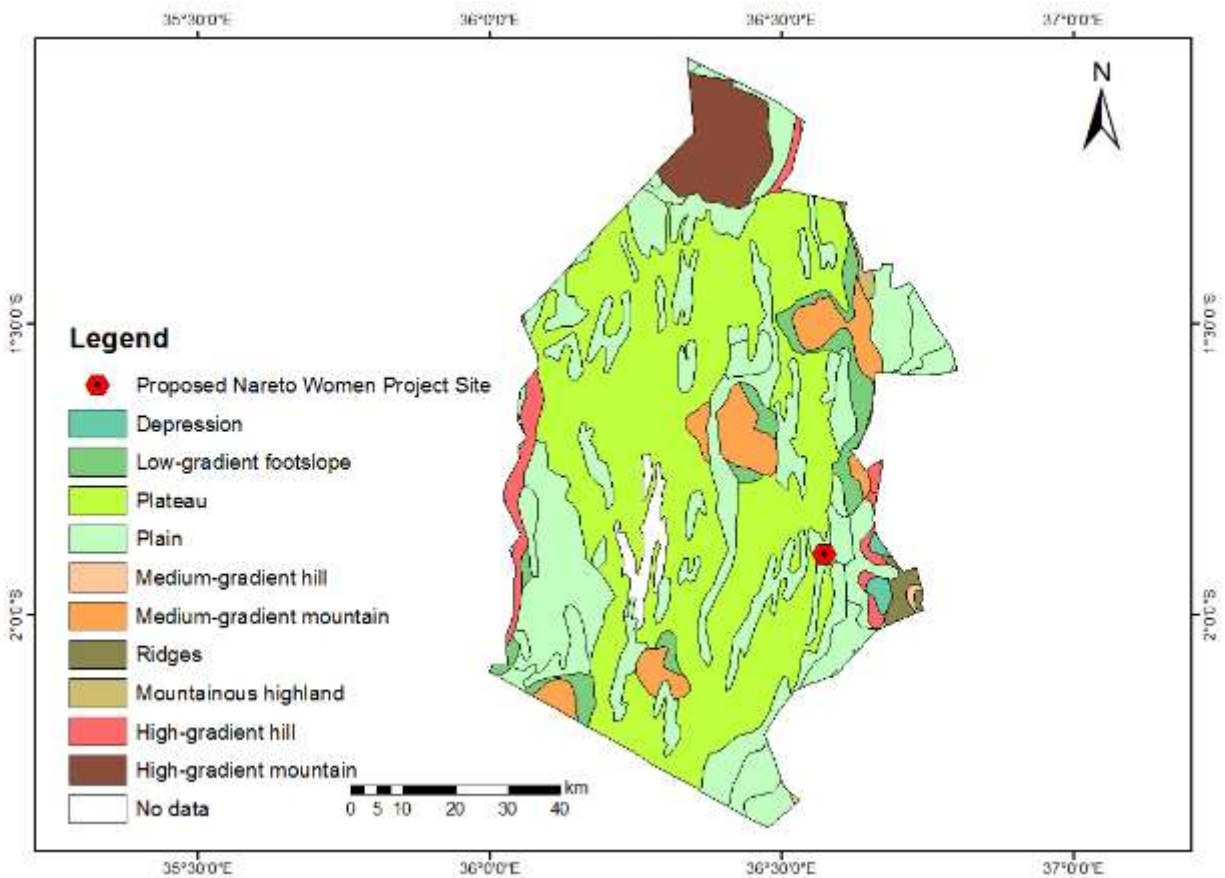 35°30'0"E 36°0'0"E 36°30'0"E 37°0'0"E
N
1°30'0"S 1°30'0"S
Legend
Proposed Nareto Women Project Site
Depression
Low-gradient footslope
Plateau
Plain
Medium-gradient hill
Medium-gradient mountain
2°0'0"S 2°0'0"S
Ridges
Mountainous highland
High-gradient hill
High-gradient mountain
No data
km
0 5 10 20 30 40
35°30'0"E 36°0'0"E 36°30'0"E 37°0'0"E